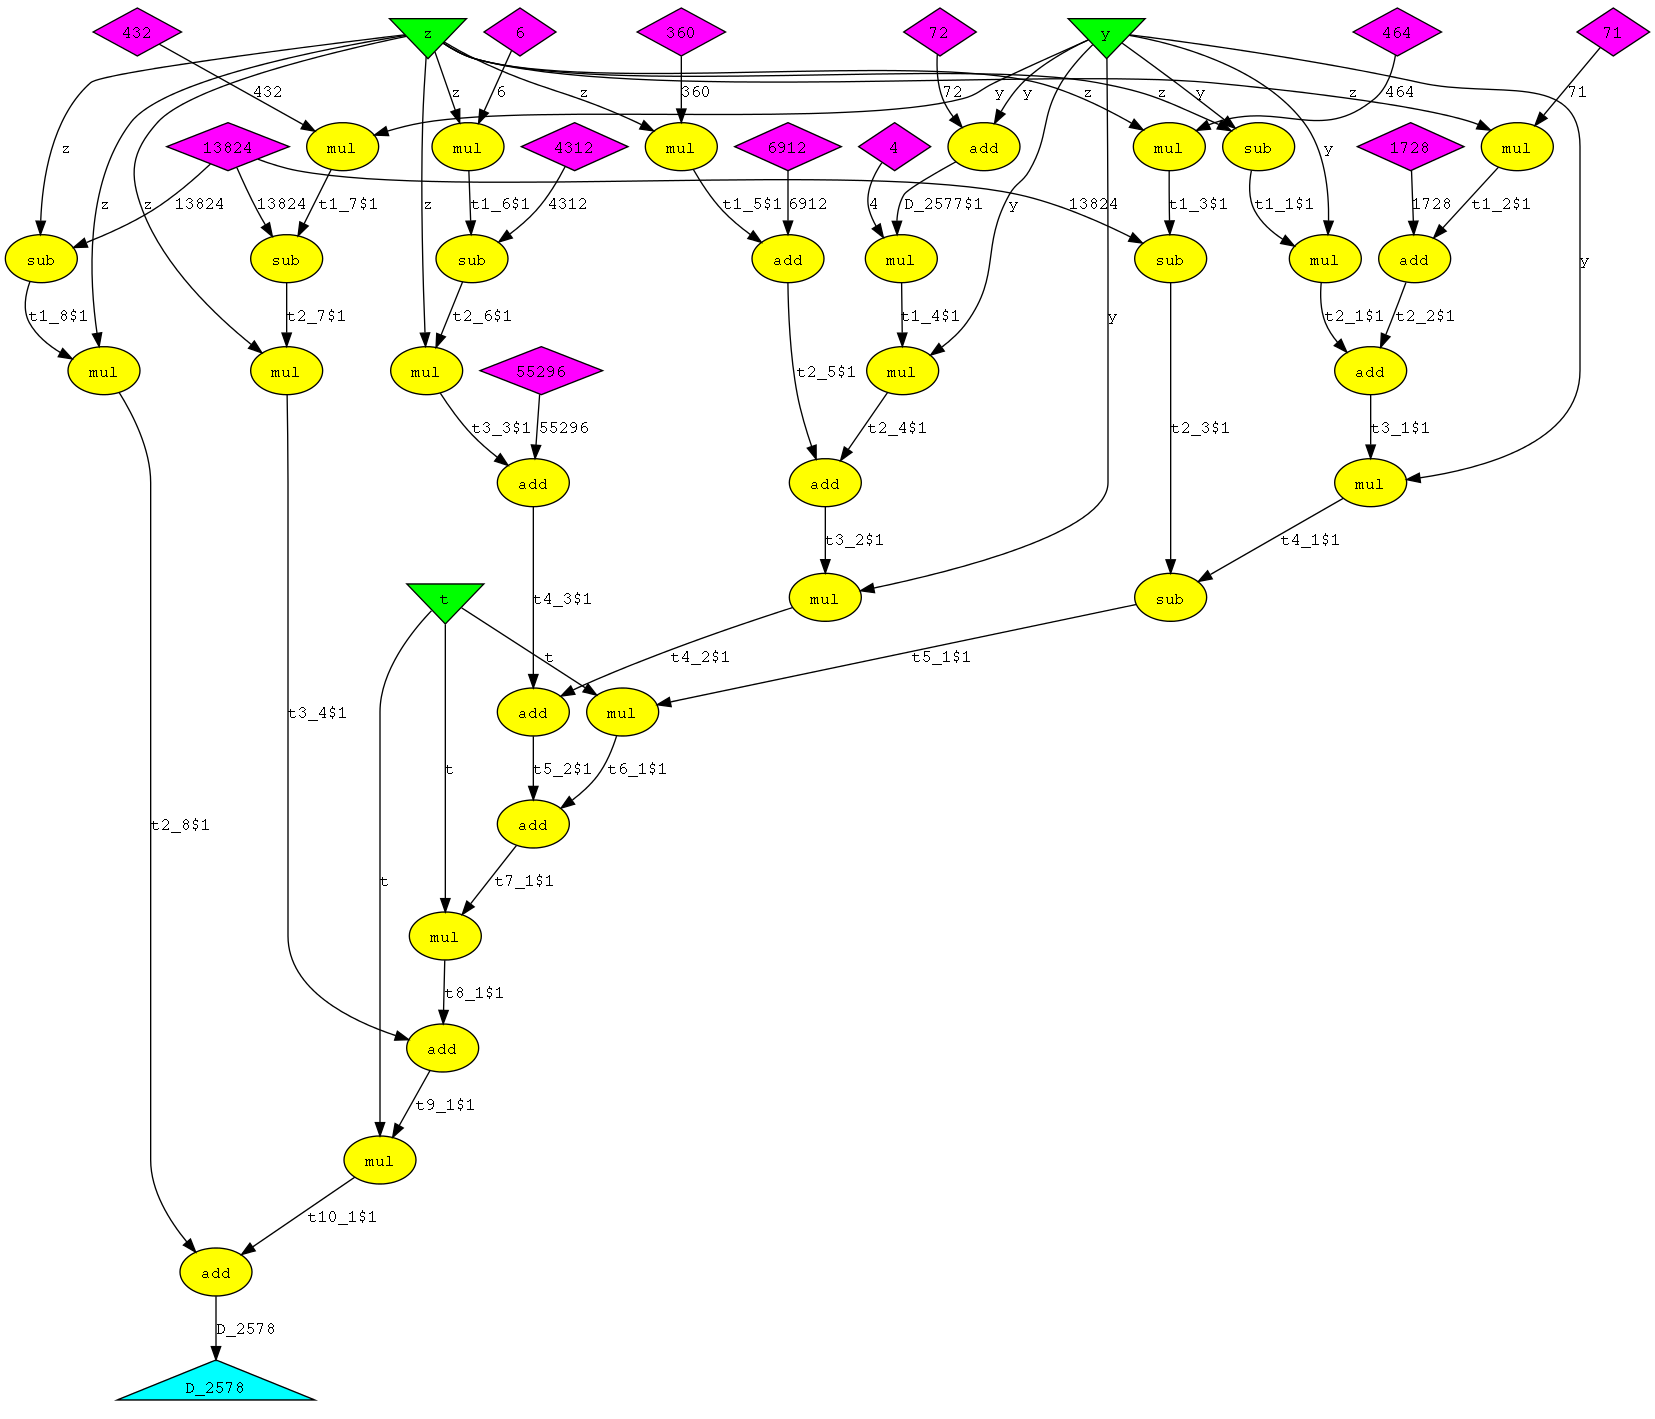 432
z
6
360
72
y
464
71
432
z
6
z
360
72
y
y
z
464
z
y
z
71
z
13824
mul
mul
4312
mul
6912
4
add
mul
sub
y
1728
mul
z
z
13824
13824
t1_7$1
z
t1_6$1
4312
t1_5$1
6912
4
D_2577$1
y
13824
t1_3$1
t1_1$1
1728
t1_2$1
sub
sub
sub
add
mul
sub
mul
add
y
t1_8$1
t2_7$1
t2_6$1
t1_4$1
y
t2_1$1
t2_2$1
mul
mul
mul
55296
t2_5$1
mul
add
t3_3$1
55296
t2_4$1
t2_3$1
t3_1$1
add
add
mul
t3_2$1
t4_1$1
t
t4_3$1
mul
sub
t
t4_2$1
t5_1$1
t3_4$1
add
mul
t
t5_2$1
t6_1$1
t2_8$1
add
t
t7_1$1
mul
t8_1$1
add
t9_1$1
mul
t10_1$1
add
D_2578
D_2578